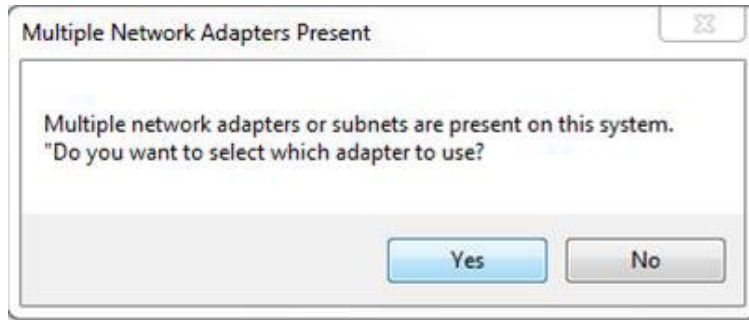 Multiple Network Adapters Present
Multiple network adapters or subnets are present on this system.
"Do you want to select which adapter to use?
Yes
No